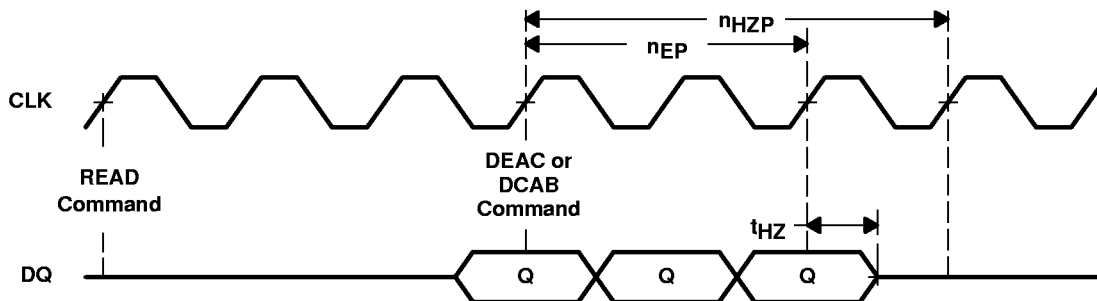 nHZP
nEP
CLK
READ
Command
DEAC or
DCAB
Command
tHZ
DQ
Q
Q
Q